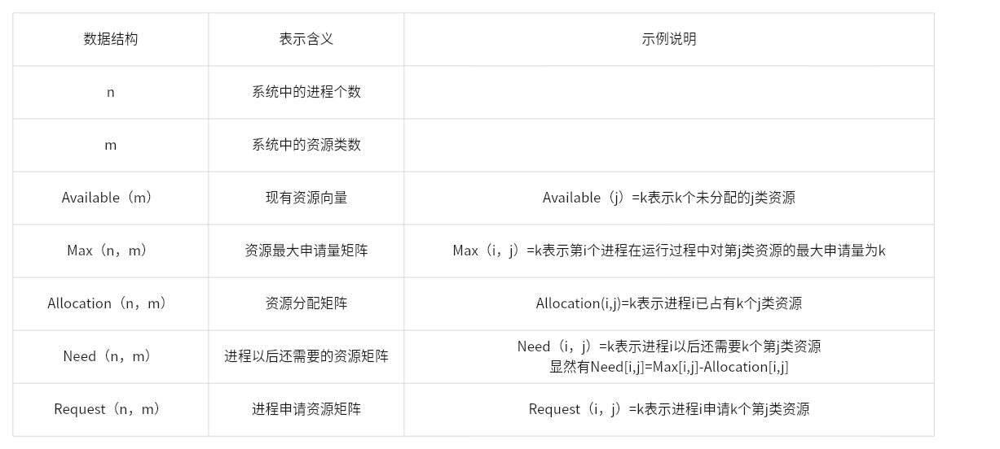 数据结构
表示含义
示例说明
n
系统中的进程个数
m
系统中的资源类数
Available（m）
现有资源向量
Available（j）=k表示k个未分配的j类资源
Max（n，m）
资源最大申请量矩阵
Max（i，j）=k表示第i个进程在运行过程中对第j类资源的最大申请量为k
Allocation（n，m）
资源分配矩阵
Allocation(i,j)=k表示进程i已占有k个j类资源
Need（n，m）
进程以后还需要的资源矩阵
Need（i，j）=k表示进程i以后还需要k个第j类资源
显然有Need[i,j]=Max[i,j]-Allocation[i,j]
Request（n，m）
进程申请资源矩阵
Request（i，j）=k表示进程i申请k个第j类资源